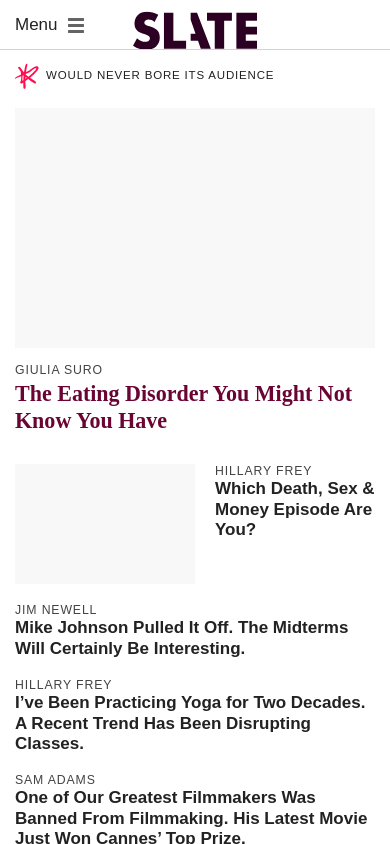 Menu
SLATE
WOULD NEVER BORE ITS AUDIENCE
GIULIA SURO
The Eating Disorder You Might Not
Know You Have
HILLARY FREY
Which Death, Sex &
Money Episode Are
You?
JIM NEWELL
Mike Johnson Pulled It Off. The Midterms
Will Certainly Be Interesting.
HILLARY FREY
I’ve Been Practicing Yoga for Two Decades.
A Recent Trend Has Been Disrupting
Classes.
SAM ADAMS
One of Our Greatest Filmmakers Was
Banned From Filmmaking. His Latest Movie
Just Won Cannes’ Top Prize.